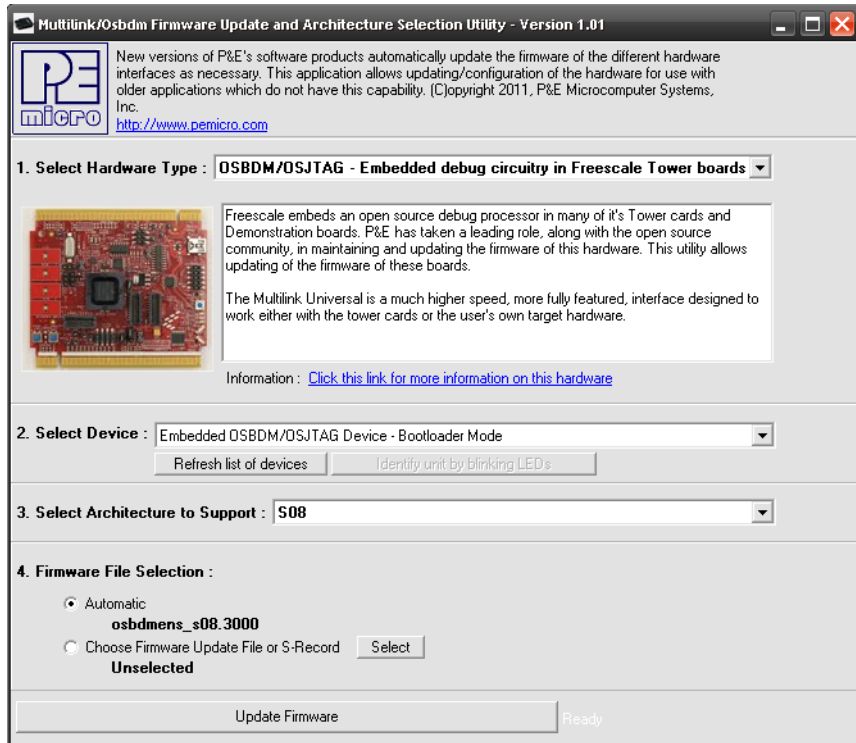 Multilink/Osbdm Firmware Update and Architecture Selection Utility - Version 1.01
PE
micro
New versions of P&E's software products automatically update the firmware of the different hardware
interfaces as necessary. This application allows updating/configuration of the hardware for use with
older applications which do not have this capability. (C)opyright 2011, P&E Microcomputer Systems,
Inc.
http://www.pemicro.com
1. Select Hardware Type : OSBDM/OSJTAG - Embedded debug circuitry in Freescale Tower boards
Freescale embeds an open source debug processor in many of it's Tower cards and
Demonstration boards. P&E has taken a leading role, along with the open source
community, in maintaining and updating the firmware of this hardware. This utility allows
updating of the firmware of these boards.
The Multilink Universal is a much higher speed, more fully featured, interface designed to
work either with the tower cards or the user's own target hardware.
Information : Click this link for more information on this hardware
2. Select Device : Embedded OSBDM/OSJTAG Device - Bootloader Mode
Refresh list of devices Identify unit by blinking LEDs
3. Select Architecture to Support : S08
4. Firmware File Selection :
Automatic
osbdmens_s08.3000
Choose Firmware Update File or S-Record Select
Unselected
Update Firmware Ready